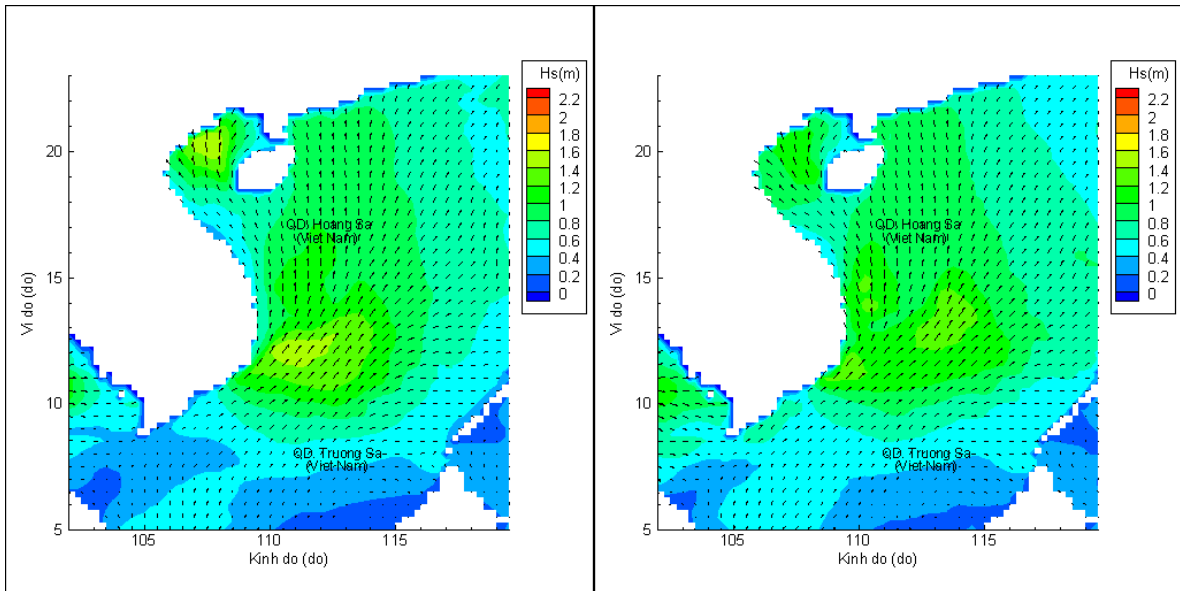 Hs(m)
2.2
2
1.8
1.6
1.4
1.2
1
0.8
0.6
0.4
0.2
0
20
15
10
5
Vi do (do)
QD. Hoang Sa
(Viet Nam)
QD. Truong Sa
(Viet Nam)
105
110
115
Kinh do (do)
Hs(m)
2.2
2
1.8
1.6
1.4
1.2
1
0.8
0.6
0.4
0.2
0
20
15
10
5
Vi do (do)
QD. Hoang Sa
(Viet Nam)
QD. Truong Sa
(Viet Nam)
105
110
115
Kinh do (do)